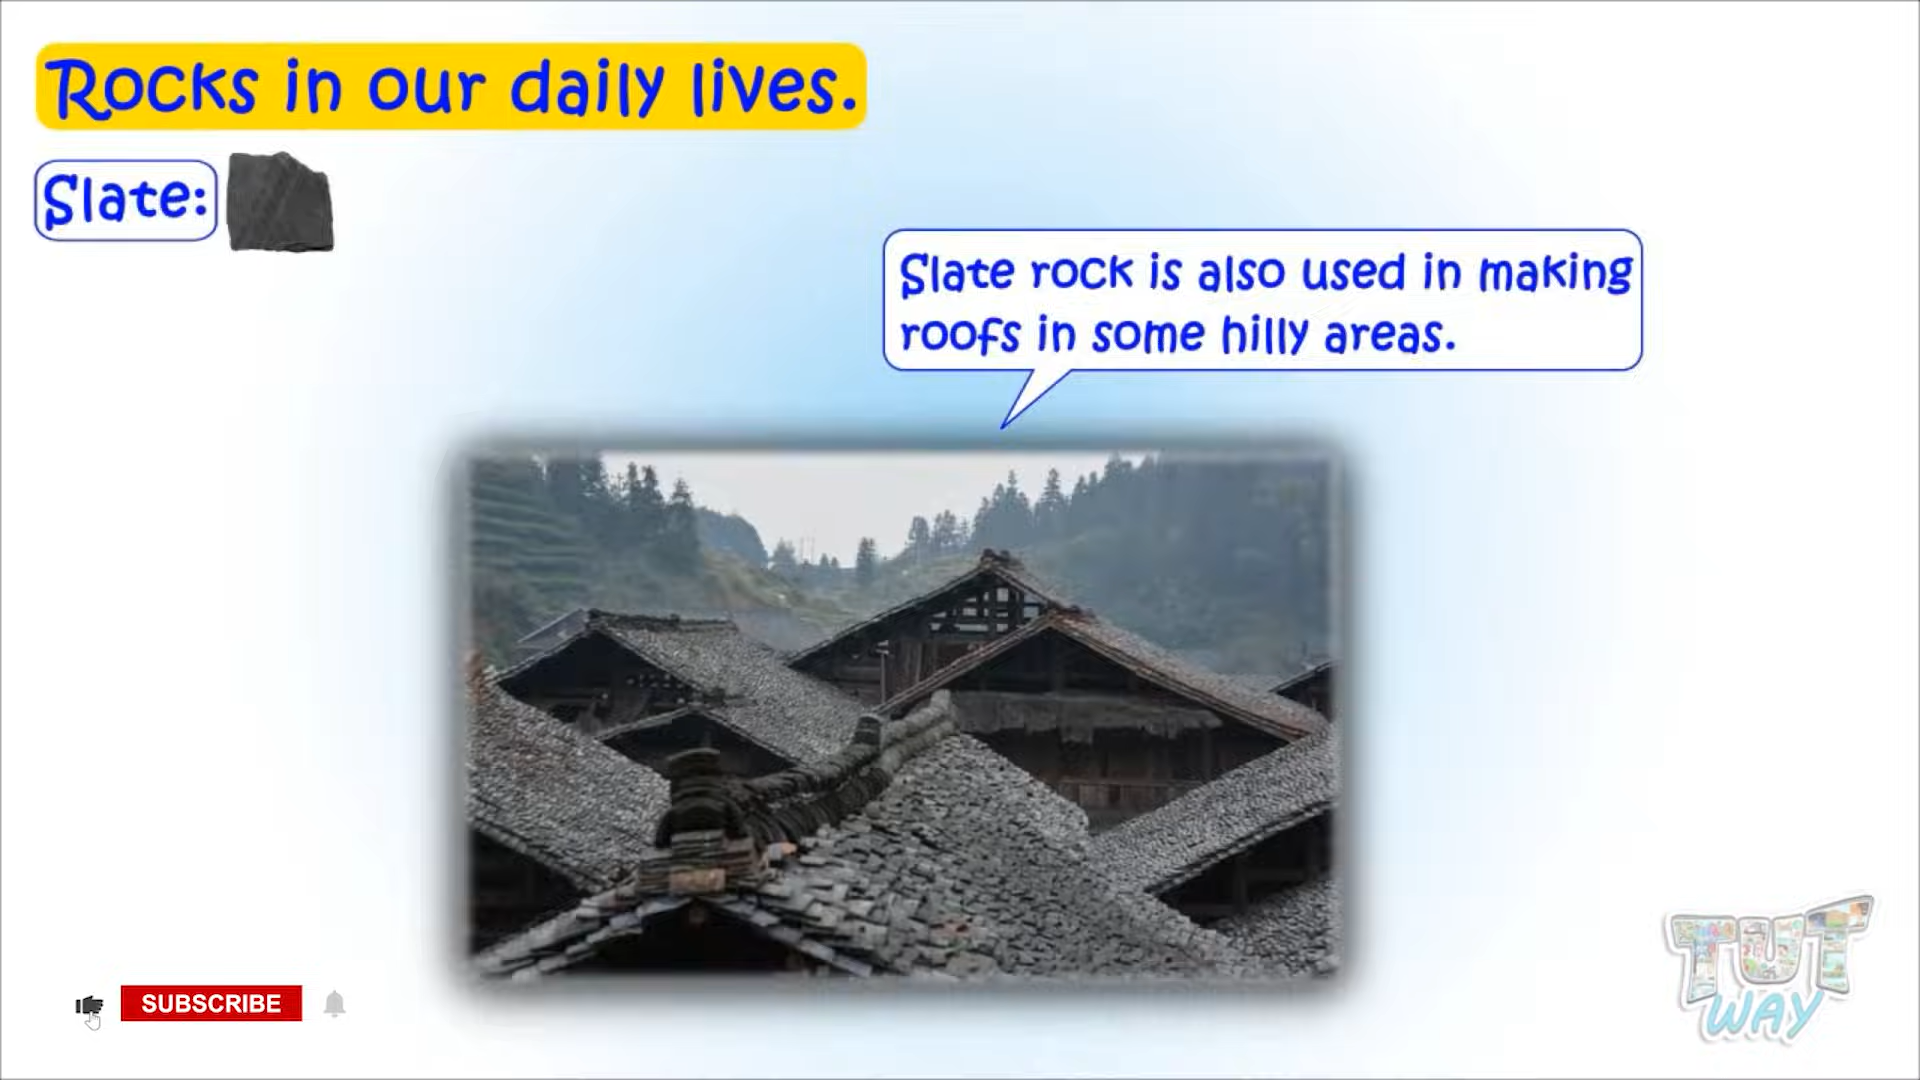 Rocks in our daily lives.
Slate:
Slate rock is also used in making
roofs in some hilly areas.
SUBSCRIBE
TUT
WAY